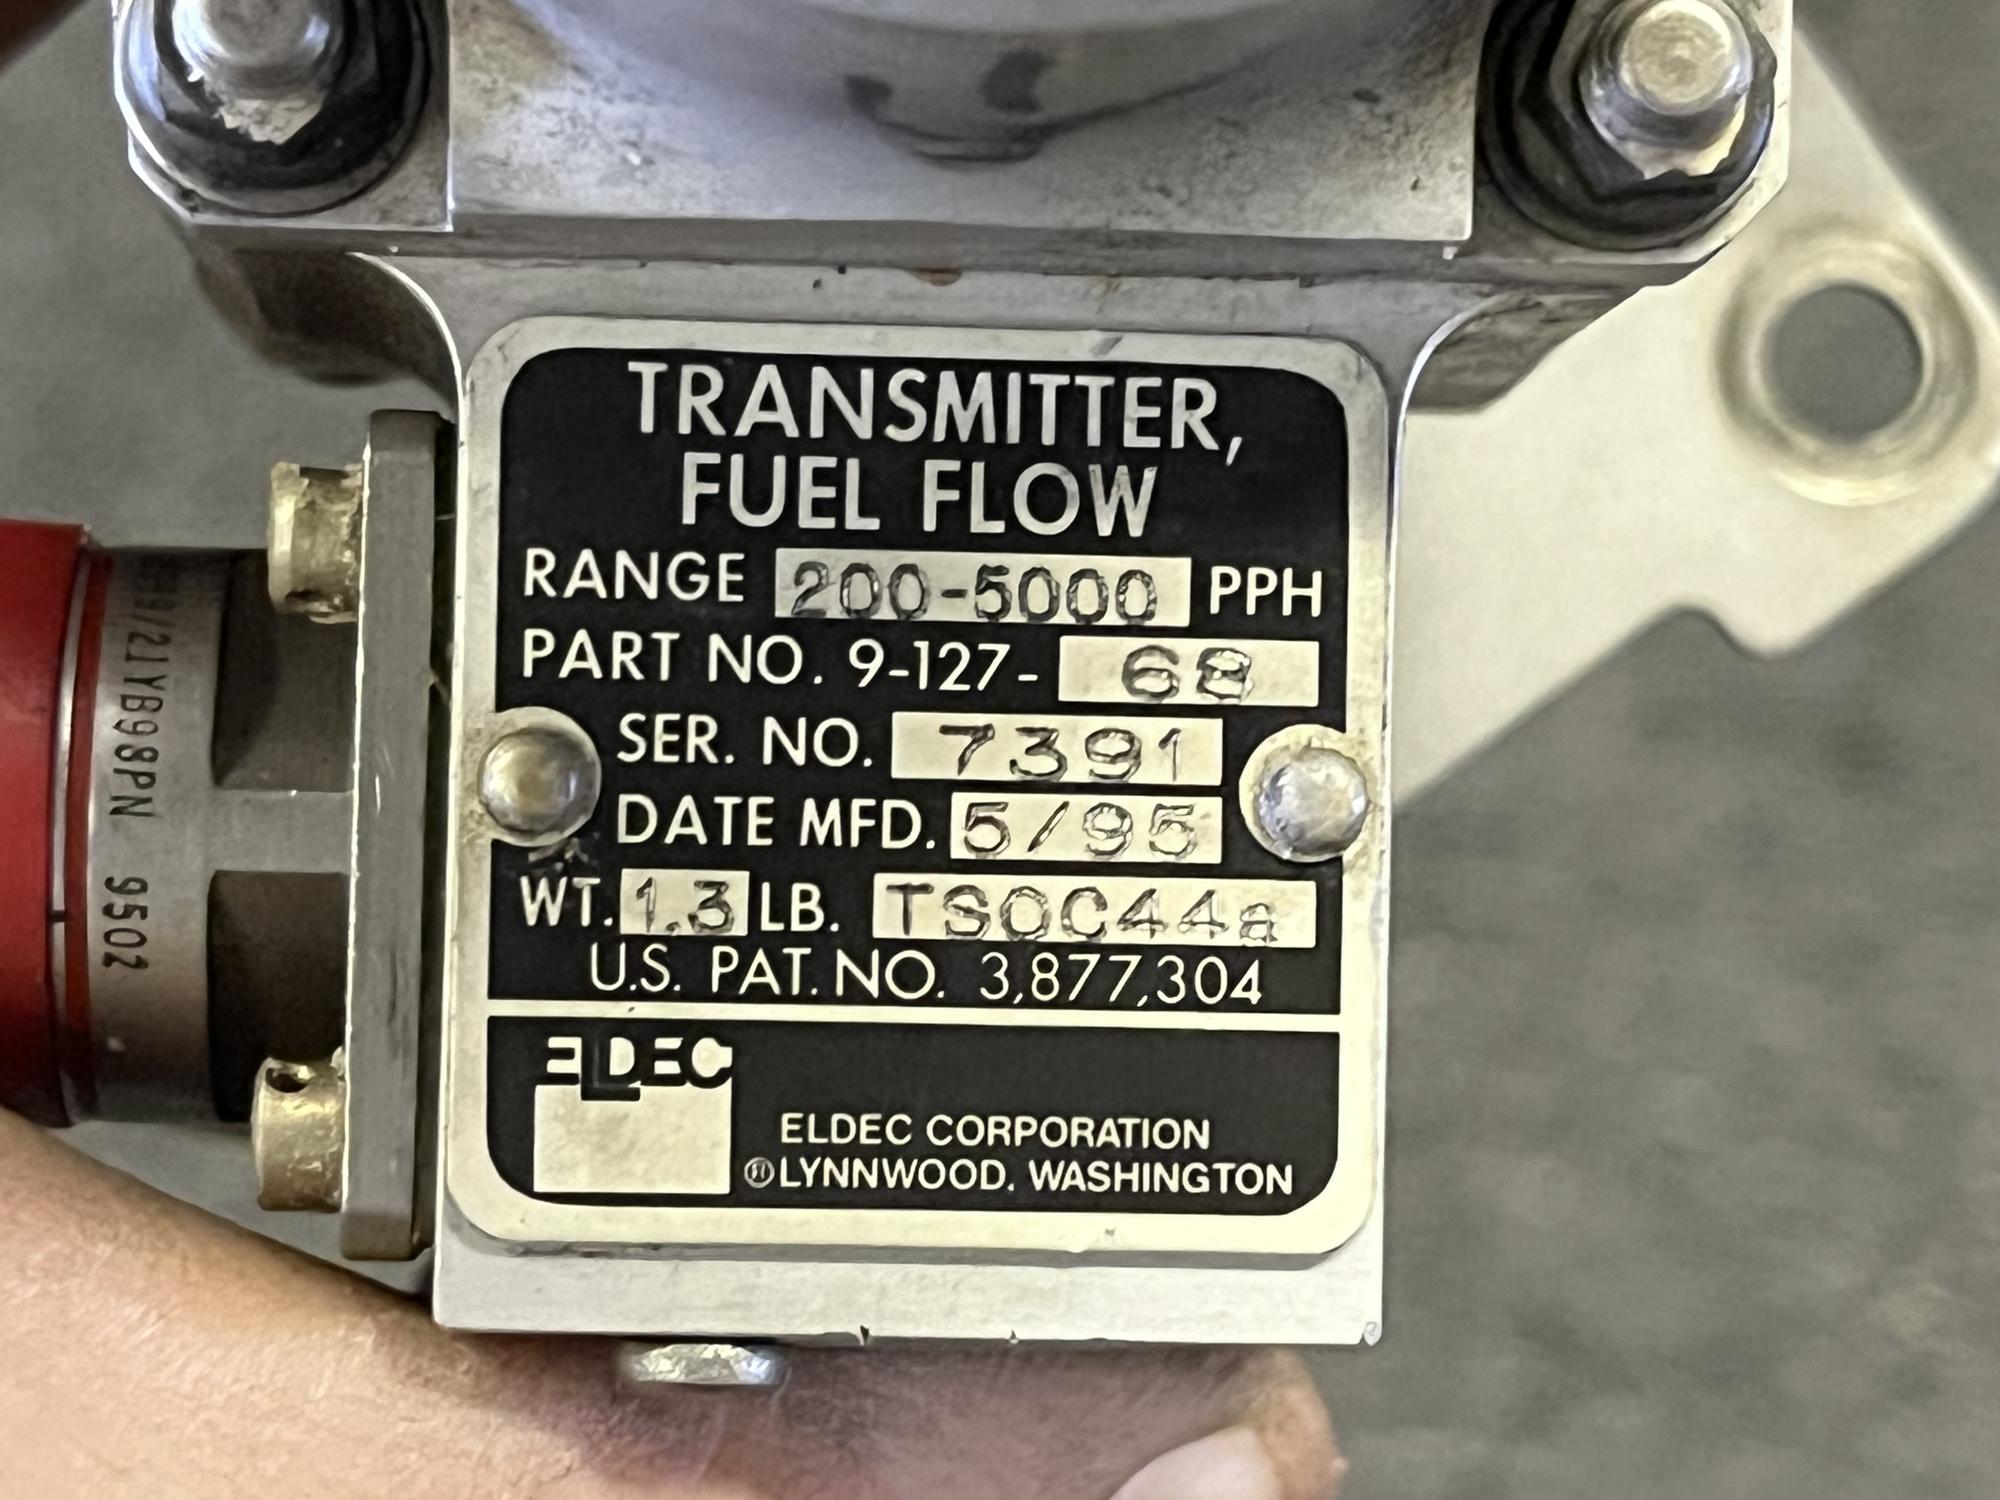 TRANSMITTER,
FUEL FLOW
RANGE 200-5000 PPH
PART NO. 9-127- 68
SER. NO. 7391
DATE MFD. 5/95
WT. 1.3 LB. TSOC44a
U.S. PAT. NO. 3,877,304
ELDEC
ELDEC CORPORATION
LYNNWOOD, WASHINGTON
9502